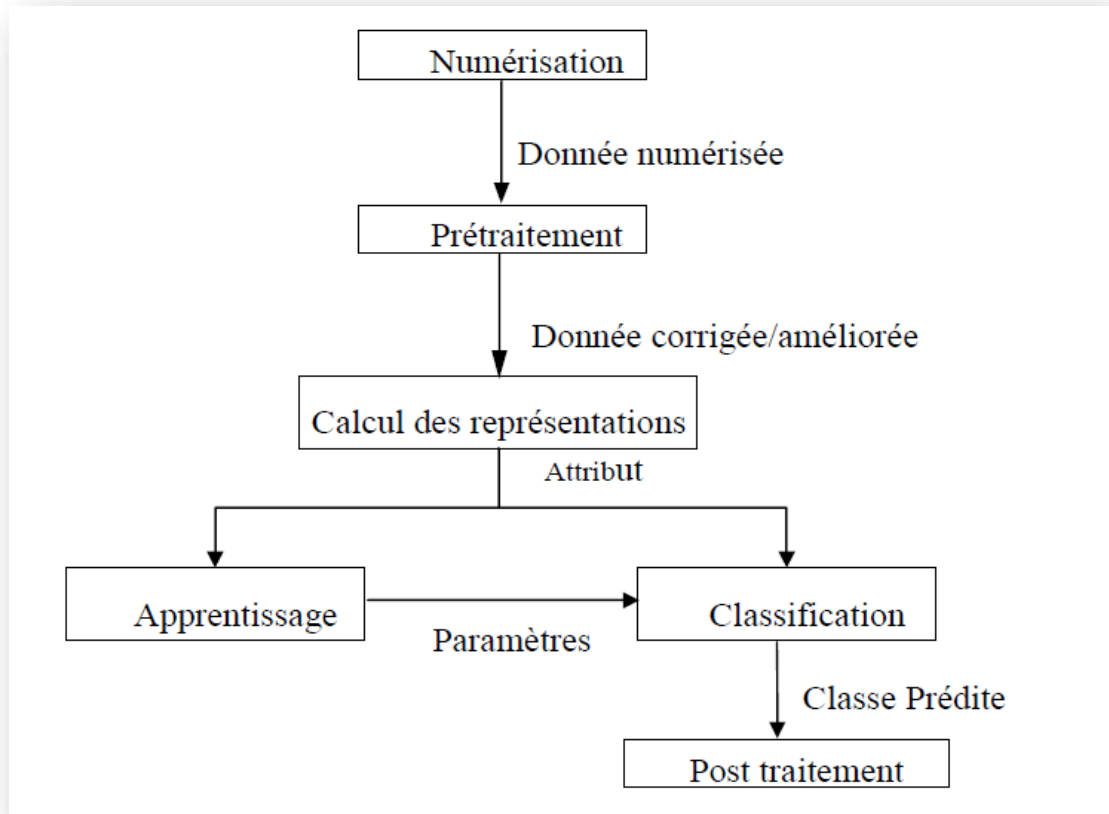 Numérisation
Donnée numérisée
Prétraitement
Donnée corrigée/améliorée
Calcul des représentations
Attribut
Apprentissage
Classification
Paramètres
Classe Prédite
Post traitement